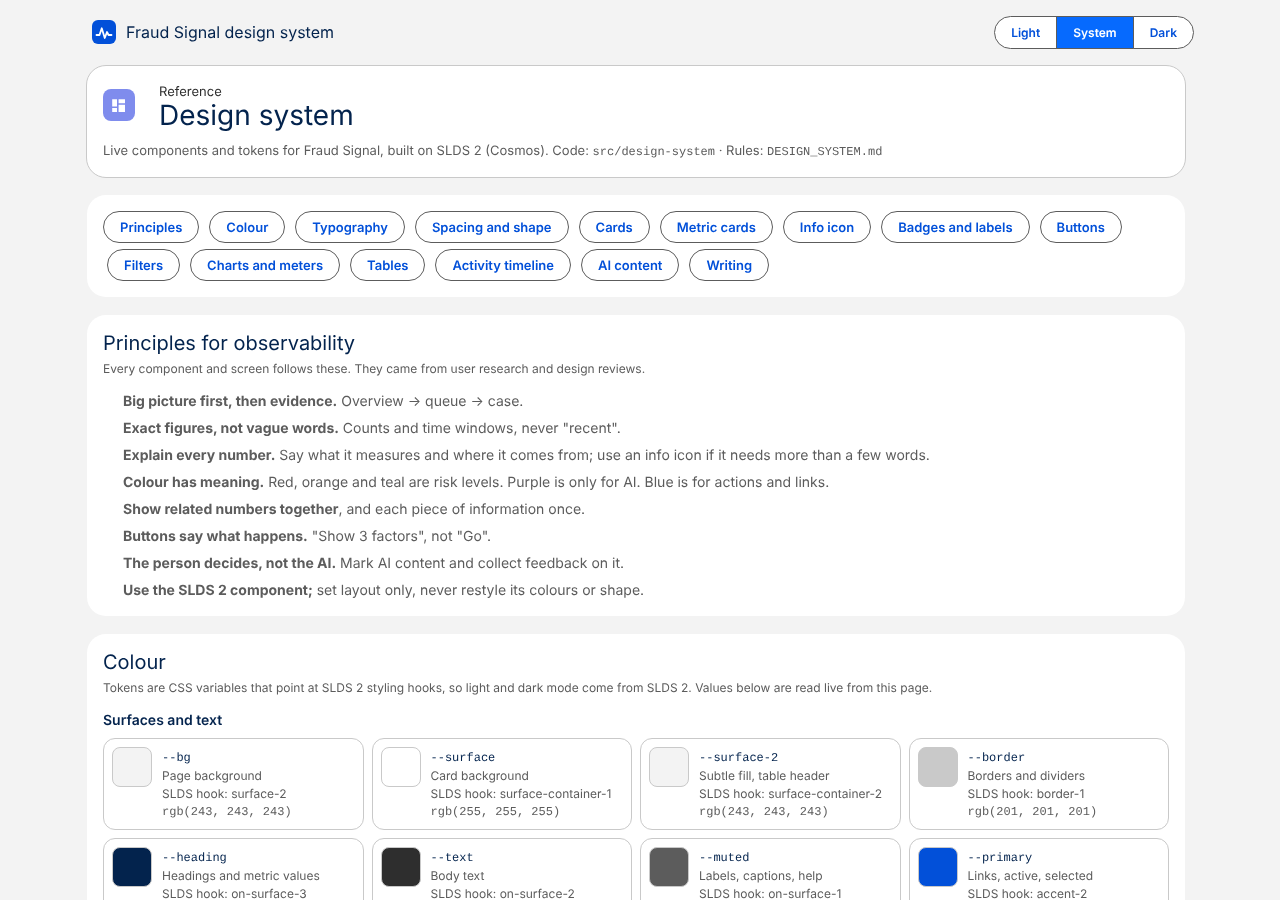 Fraud Signal design system
Light System Dark
Reference
Design system
Live components and tokens for Fraud Signal, built on SLDS 2 (Cosmos). Code: src/design-system · Rules: DESIGN_SYSTEM.md
Principles Colour Typography Spacing and shape Cards Metric cards Info icon Badges and labels Buttons
Filters Charts and meters Tables Activity timeline AI content Writing
Principles for observability
Every component and screen follows these. They came from user research and design reviews.
Big picture first, then evidence. Overview → queue → case.
Exact figures, not vague words. Counts and time windows, never "recent".
Explain every number. Say what it measures and where it comes from; use an info icon if it needs more than a few words.
Colour has meaning. Red, orange and teal are risk levels. Purple is only for AI. Blue is for actions and links.
Show related numbers together, and each piece of information once.
Buttons say what happens. "Show 3 factors", not "Go".
The person decides, not the AI. Mark AI content and collect feedback on it.
Use the SLDS 2 component; set layout only, never restyle its colours or shape.
Colour
Tokens are CSS variables that point at SLDS 2 styling hooks, so light and dark mode come from SLDS 2. Values below are read live from this page.
Surfaces and text
--bg
Page background
SLDS hook: surface-2
rgb(243, 243, 243)
--surface
Card background
SLDS hook: surface-container-1
rgb(255, 255, 255)
--surface-2
Subtle fill, table header
SLDS hook: surface-container-2
rgb(243, 243, 243)
--border
Borders and dividers
SLDS hook: border-1
rgb(201, 201, 201)
--heading
Headings and metric values
SLDS hook: on-surface-3
--text
Body text
SLDS hook: on-surface-2
--muted
Labels, captions, help
SLDS hook: on-surface-1
--primary
Links, active, selected
SLDS hook: accent-2